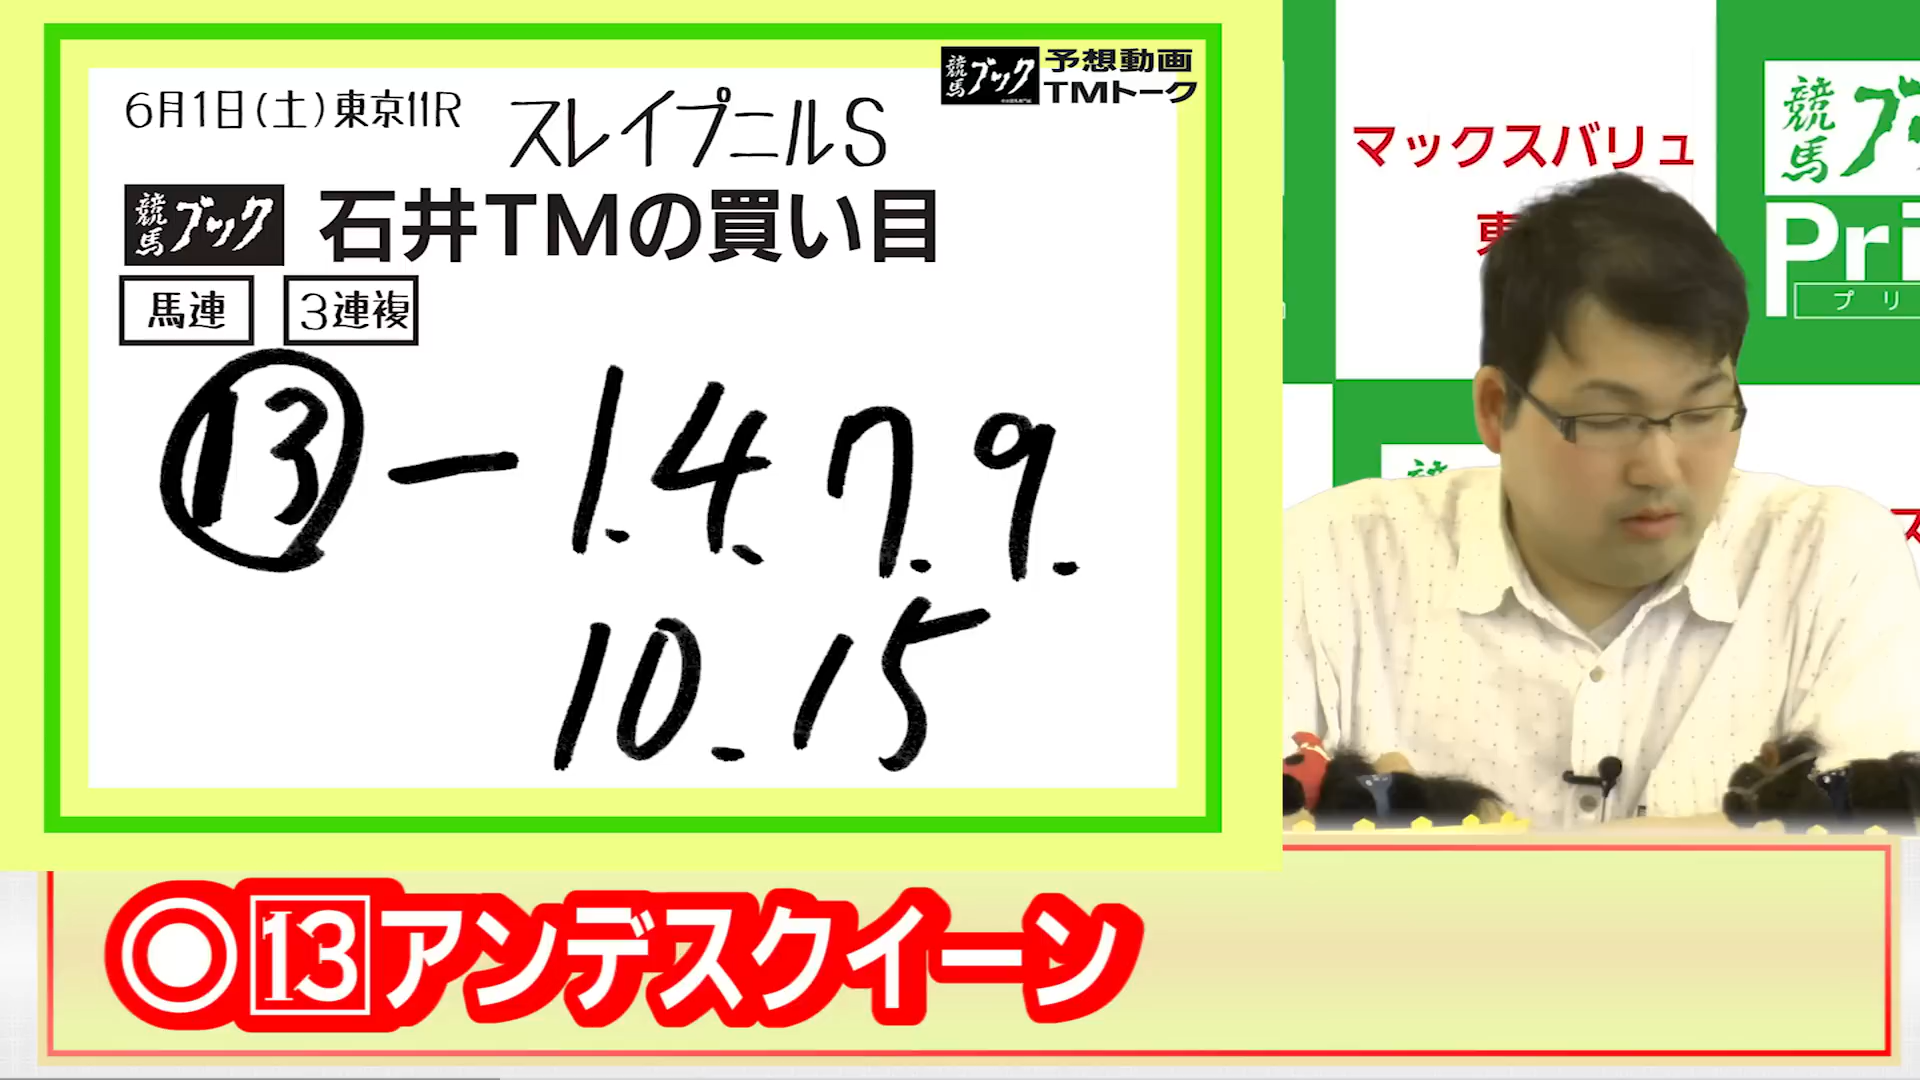 6月1日(土)東京11R スレイプニルS
競馬ブック 予想動画
TMトーク
競馬ブック 石井TMの買い目
馬連 3連複
⑬ー1.4.7.9.
10.15
◎13アンデスクイーン
マックスバリュ
東
競馬ブ
Pri
プリ
ス